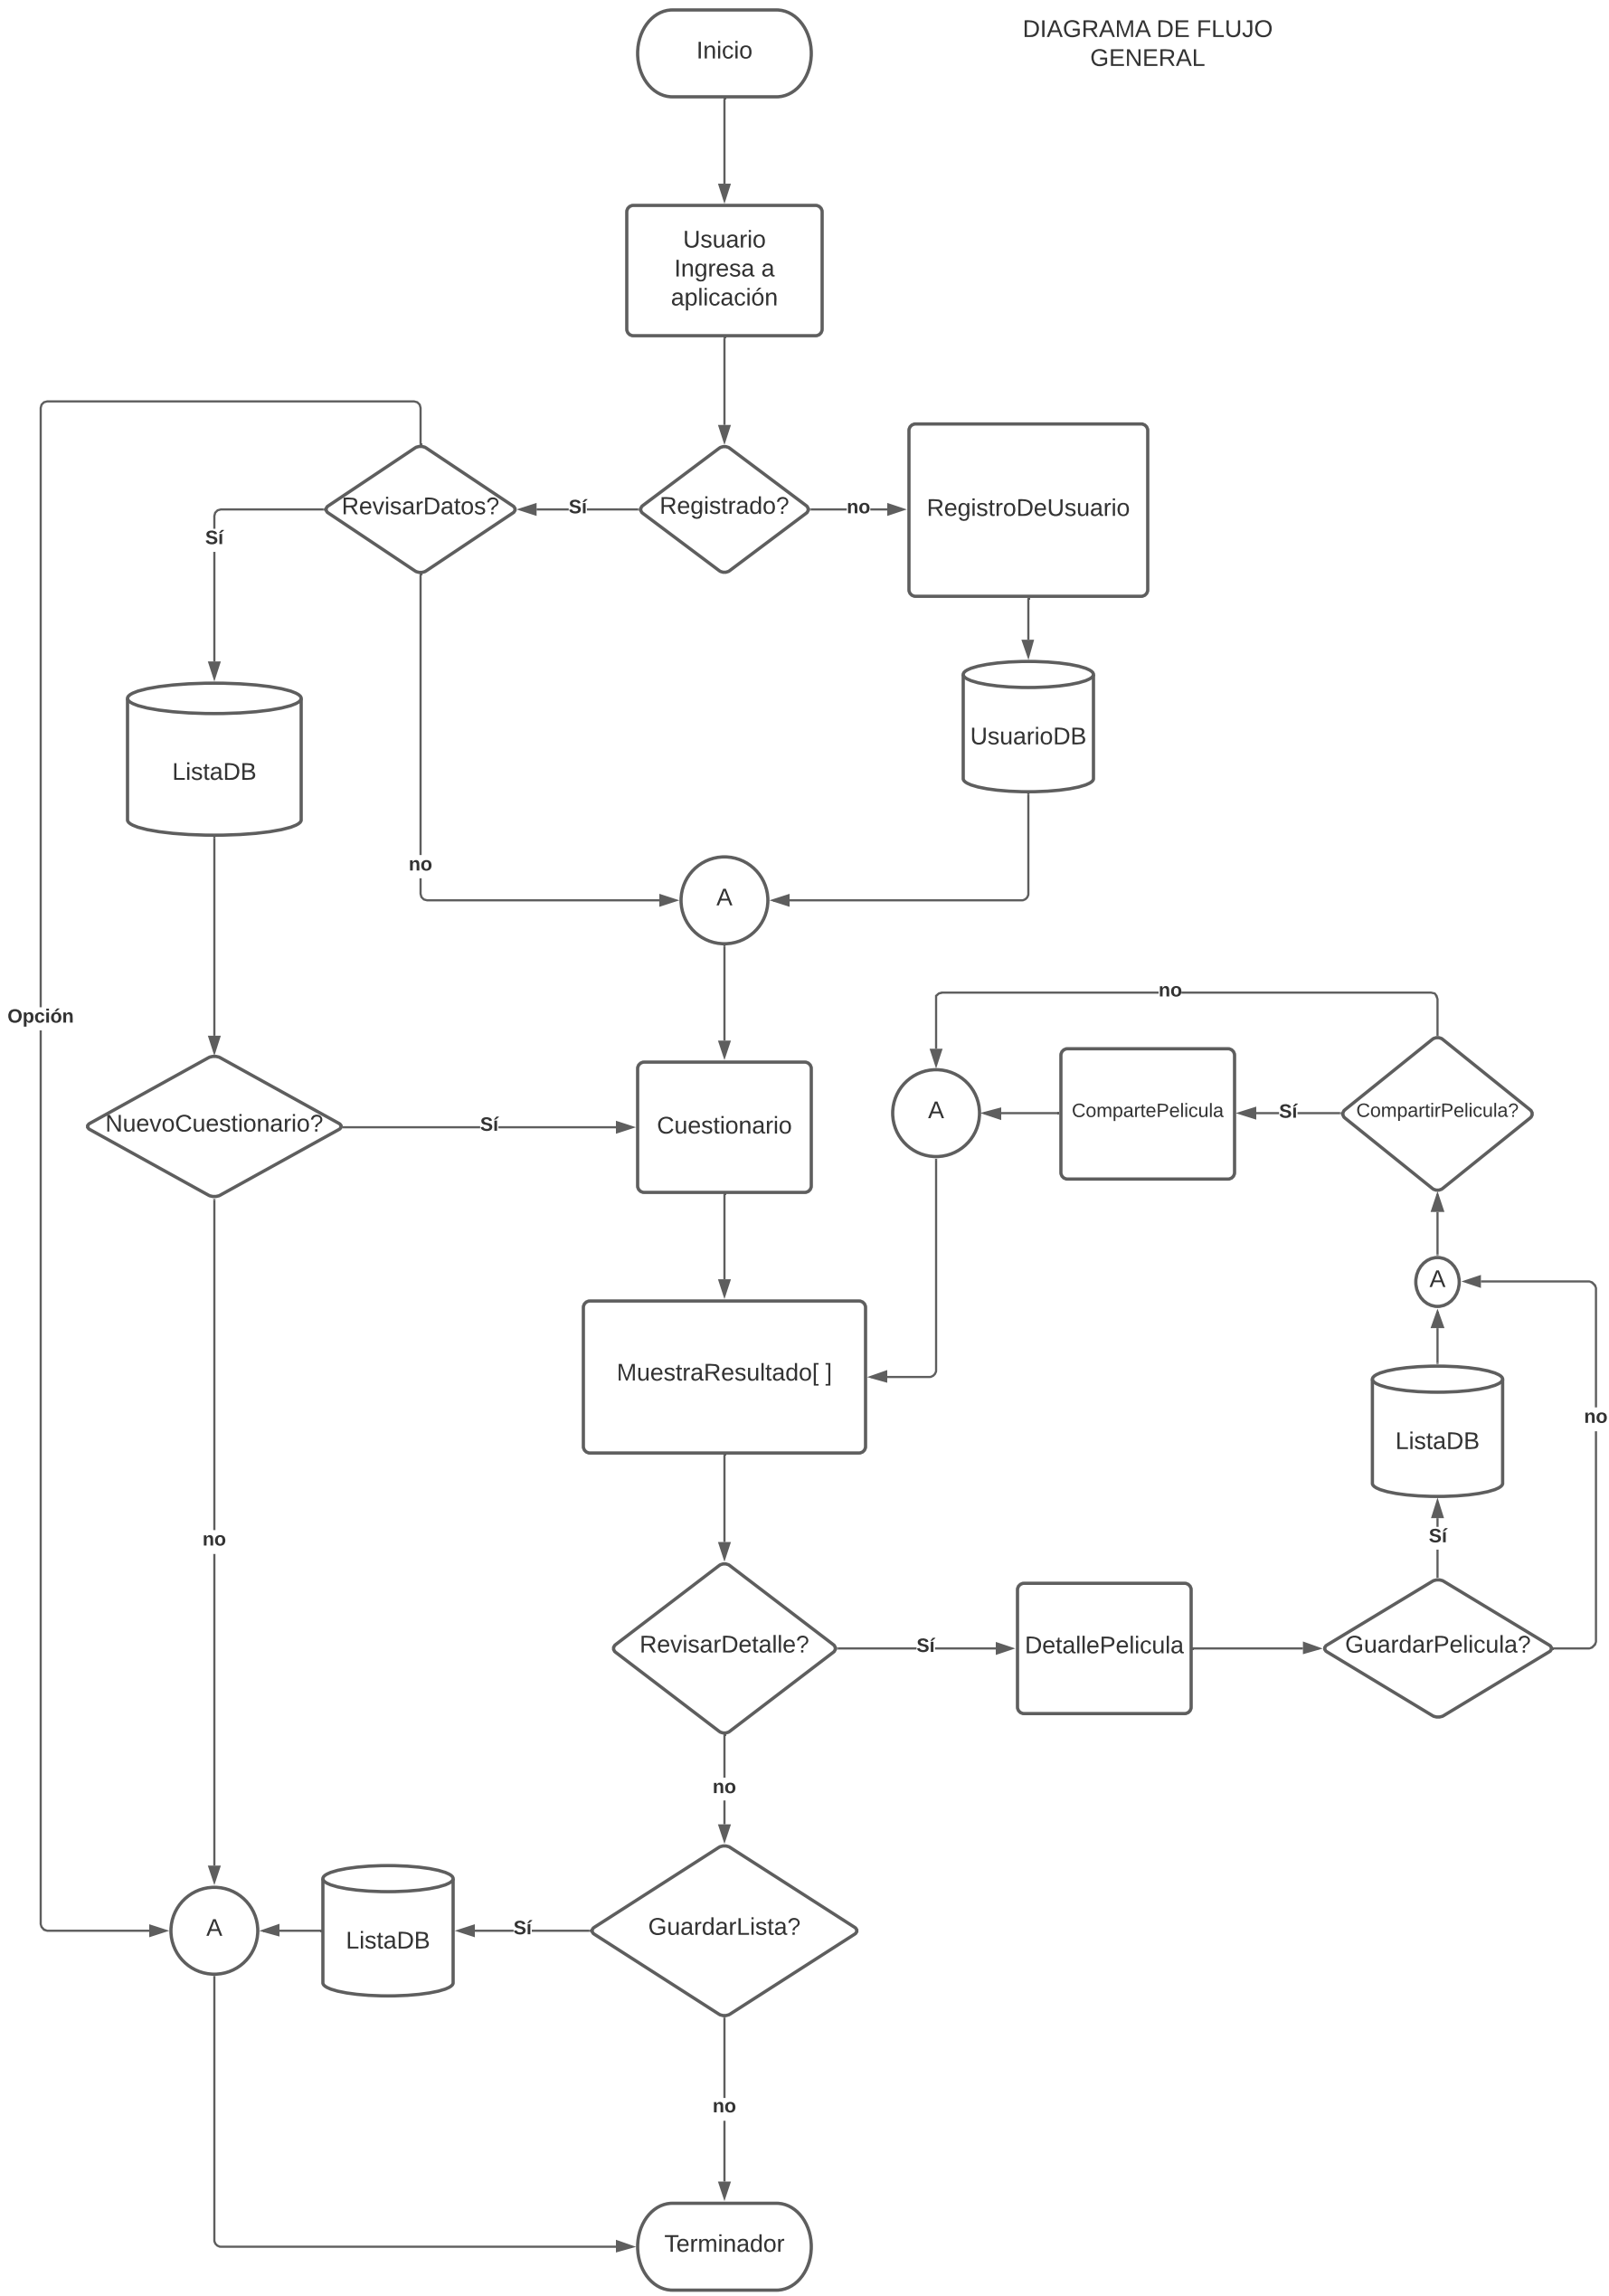 Inicio
DIAGRAMA DE FLUJO
GENERAL
Usuario
Ingresa a
aplicación
RevisarDatos?
Sí
Registrado?
no
RegistroDeUsuario
Sí
UsuarioDB
ListaDB
no
A
Opción
no
NuevoCuestionario?
Sí
Cuestionario
A
CompartePelicula
Sí
CompartirPelicula?
A
MuestraResultado[ ]
no
ListaDB
no
Sí
RevisarDetalle?
Sí
DetallePelicula
GuardarPelicula?
no
A
ListaDB
Sí
GuardarLista?
no
Terminador